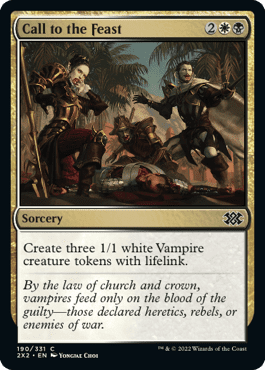 Call to the Feast 2
Sorcery
Create three 1/1 white Vampire
creature tokens with lifelink.
By the law of church and crown,
vampires feed only on the blood of the
guilty—those declared heretics, rebels, or
enemies of war.
190/331 C
2X2 • EN Yongjae Choi
™ & © 2022 Wizards of the Coast